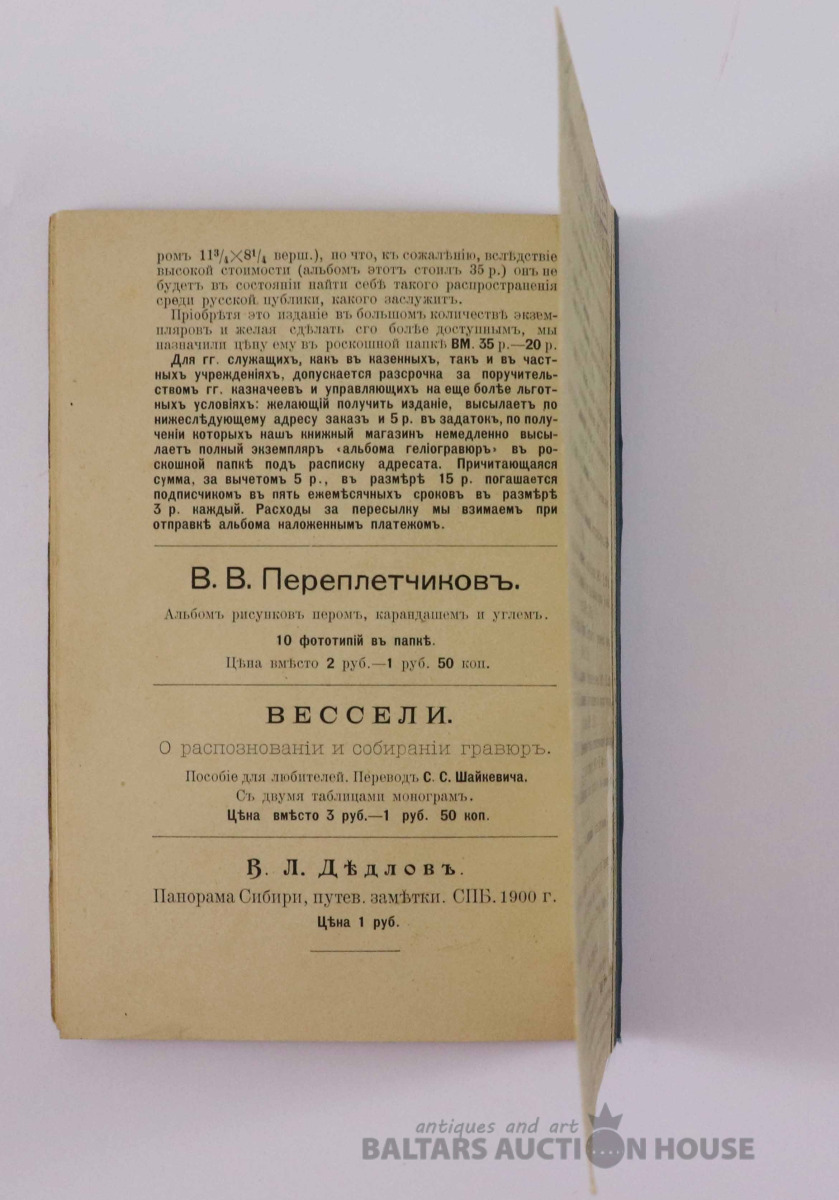 ромъ 11³/₄×8¹/₄ верш.), но что, къ сожалѣнію, вслѣдствіе
высокой стоимости (альбомъ этотъ стоилъ 35 р.) онъ не
будетъ въ состояніи найти себѣ такого распространенія
среди русской публики, какого заслужитъ.
Пріобрѣтя это изданіе въ большомъ количествѣ экзем-
пляровъ и желая сдѣлать его болѣе доступнымъ, мы
назначили цѣну ему въ роскошной папкѣ ВМ. 35 р.—20 р.
Для гг. служащихъ, какъ въ казенныхъ, такъ и въ част-
ныхъ учрежденіяхъ, допускается разсрочка за поручитель-
ствомъ гг. казначеевъ и управляющихъ на еще болѣе льгот-
ныхъ условіяхъ: желающій получить изданіе, высылаетъ по
нижеслѣдующему адресу заказъ и 5 р. въ задатокъ, по полу-
ченіи которыхъ нашъ книжный магазинъ немедленно высы-
лаетъ полный экземпляръ «альбома геліогравюръ» въ ро-
скошной папкѣ подъ расписку адресата. Причитающаяся
сумма, за вычетомъ 5 р., въ размѣрѣ 15 р. погашается
подписчикомъ въ пять ежемѣсячныхъ сроковъ въ размѣрѣ
3 р. каждый. Расходы за пересылку мы взимаемъ при
отправкѣ альбома наложеннымъ платежомъ.
В. В. Переплетчиковъ.
Альбомъ рисунковъ перомъ, карандашемъ и углемъ.
10 фототипій въ папкѣ.
Цѣна вмѣсто 2 руб.—1 руб. 50 коп.
ВЕССЕЛИ.
О распознованіи и собираніи гравюръ.
Пособіе для любителей. Переводъ С. С. Шайкевича.
Съ двумя таблицами монограмъ.
Цѣна вмѣсто 3 руб.—1 руб. 50 коп.
В. Л. Дѣдловъ.
Панорама Сибири, путев. замѣтки. СПБ. 1900 г.
Цѣна 1 руб.
antiques and art
BALTARS AUCTION HOUSE